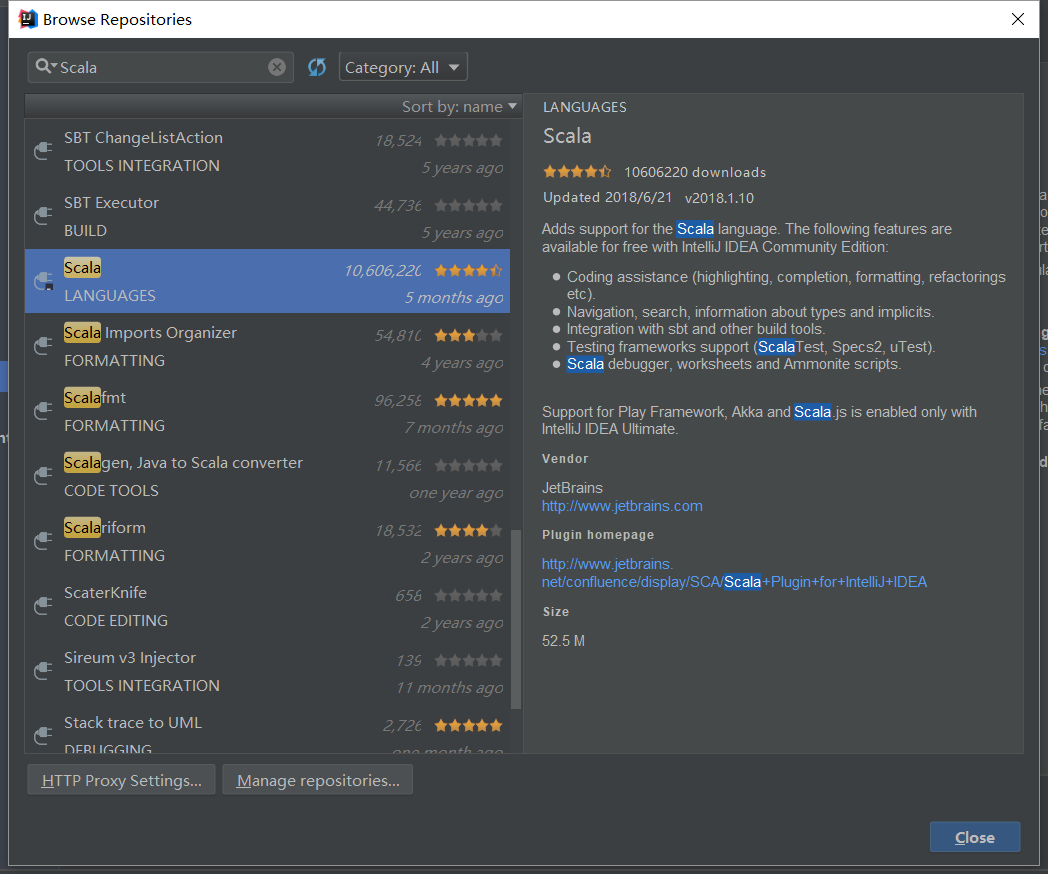 Browse Repositories
Scala
Category: All
Sort by: name
SBT ChangeListAction 18,524
TOOLS INTEGRATION 5 years ago
SBT Executor 44,736
BUILD 5 years ago
Scala 10,606,220
LANGUAGES 5 months ago
Scala Imports Organizer 54,810
FORMATTING 4 years ago
Scalafmt 96,258
FORMATTING 7 months ago
Scalagen, Java to Scala converter 11,566
CODE TOOLS one year ago
Scalariform 18,532
FORMATTING 2 years ago
ScaterKnife 658
CODE EDITING 2 years ago
Sireum v3 Injector 139
TOOLS INTEGRATION 11 months ago
Stack trace to UML 2,726
DEBUGGING one month ago
LANGUAGES
Scala
10606220 downloads
Updated 2018/6/21 v2018.1.10
Adds support for the Scala language. The following features are
available for free with IntelliJ IDEA Community Edition:
● Coding assistance (highlighting, completion, formatting, refactorings
etc).
● Navigation, search, information about types and implicits.
● Integration with sbt and other build tools.
● Testing frameworks support (ScalaTest, Specs2, uTest).
● Scala debugger, worksheets and Ammonite scripts.
Support for Play Framework, Akka and Scala.js is enabled only with
IntelliJ IDEA Ultimate.
Vendor
JetBrains
http://www.jetbrains.com
Plugin homepage
http://www.jetbrains.
net/confluence/display/SCA/Scala+Plugin+for+IntelliJ+IDEA
Size
52.5 M
HTTP Proxy Settings...
Manage repositories...
Close